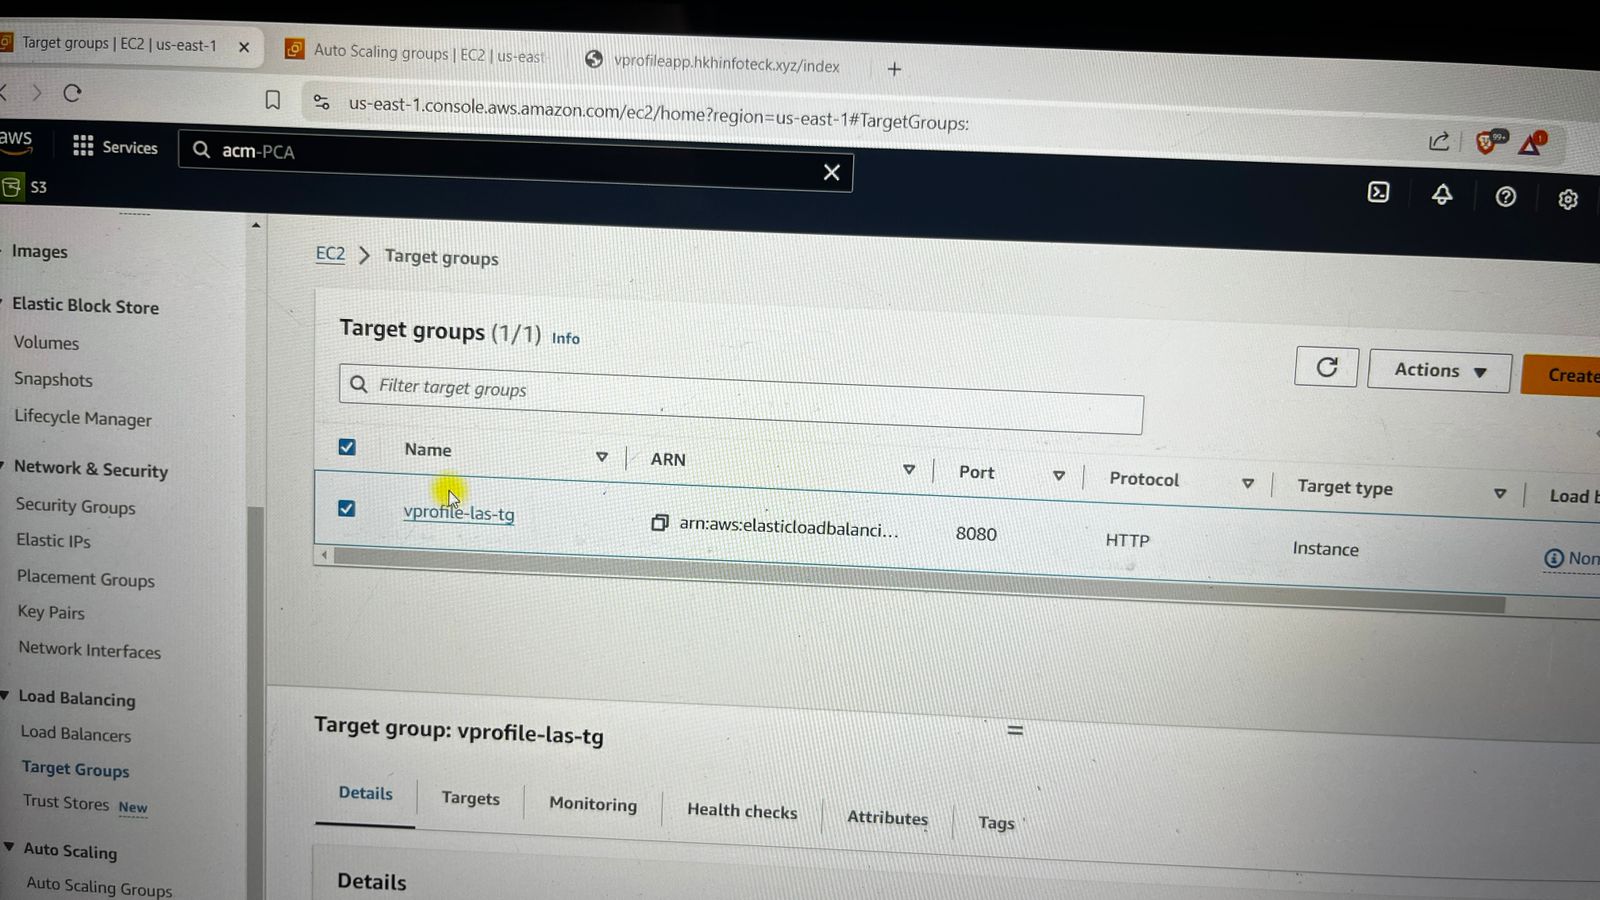 Target groups | EC2 | us-east-1
Auto Scaling groups | EC2 | us-east
vprofileapp.hkhinfoteck.xyz/index
us-east-1.console.aws.amazon.com/ec2/home?region=us-east-1#TargetGroups:
99+
1
aws
Services
acm-PCA
S3
Images
Elastic Block Store
Volumes
Snapshots
Lifecycle Manager
Network & Security
Security Groups
Elastic IPs
Placement Groups
Key Pairs
Network Interfaces
Load Balancing
Load Balancers
Target Groups
Trust Stores New
Auto Scaling
Auto Scaling Groups
EC2 > Target groups
Target groups (1/1) Info
Actions
Create
Filter target groups
Name ARN Port Protocol Target type Load b
vprofile-las-tg arn:aws:elasticloadbalanci... 8080 HTTP Instance Non
Target group: vprofile-las-tg
Details Targets Monitoring Health checks Attributes Tags
Details